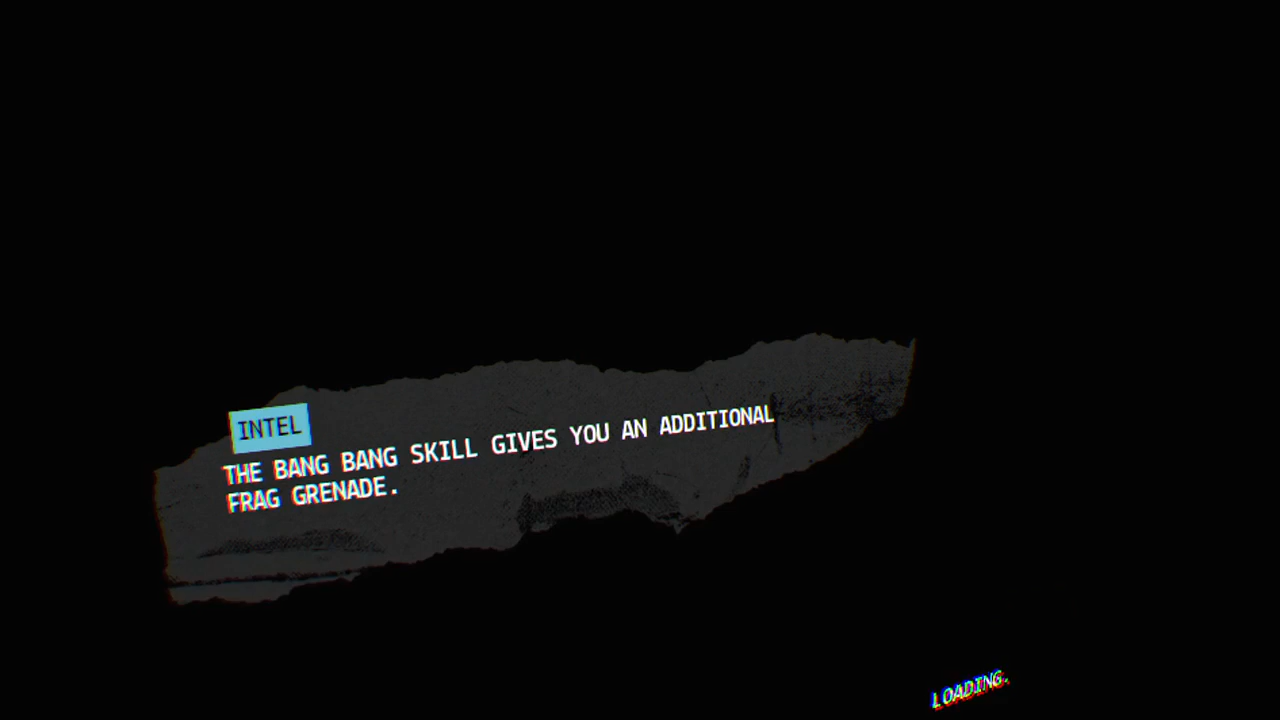 INTEL
THE BANG BANG SKILL GIVES YOU AN ADDITIONAL
FRAG GRENADE.
LOADING.